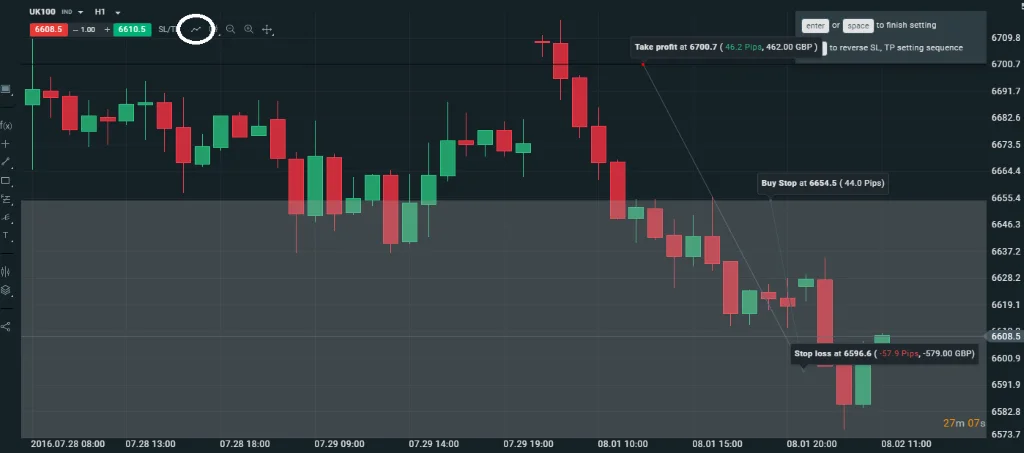 UK100 IND H1
6608.5 – 1.00 + 6610.5 SL/T
enter or space to finish setting
to reverse SL, TP setting sequence
Take profit at 6700.7 ( 46.2 Pips, 462.00 GBP )
Buy Stop at 6654.5 ( 44.0 Pips)
Stop loss at 6596.6 ( -57.9 Pips, -579.00 GBP)
f(x)
T
6709.8
6700.7
6691.7
6682.6
6673.5
6664.4
6655.4
6646.3
6637.2
6628.2
6619.1
6608.5
6600.9
6591.9
6582.8
6573.7
27m 07s
2016.07.28 08:00 07.28 13:00 07.28 18:00 07.29 09:00 07.29 14:00 07.29 19:00 08.01 10:00 08.01 15:00 08.01 20:00 08.02 11:00